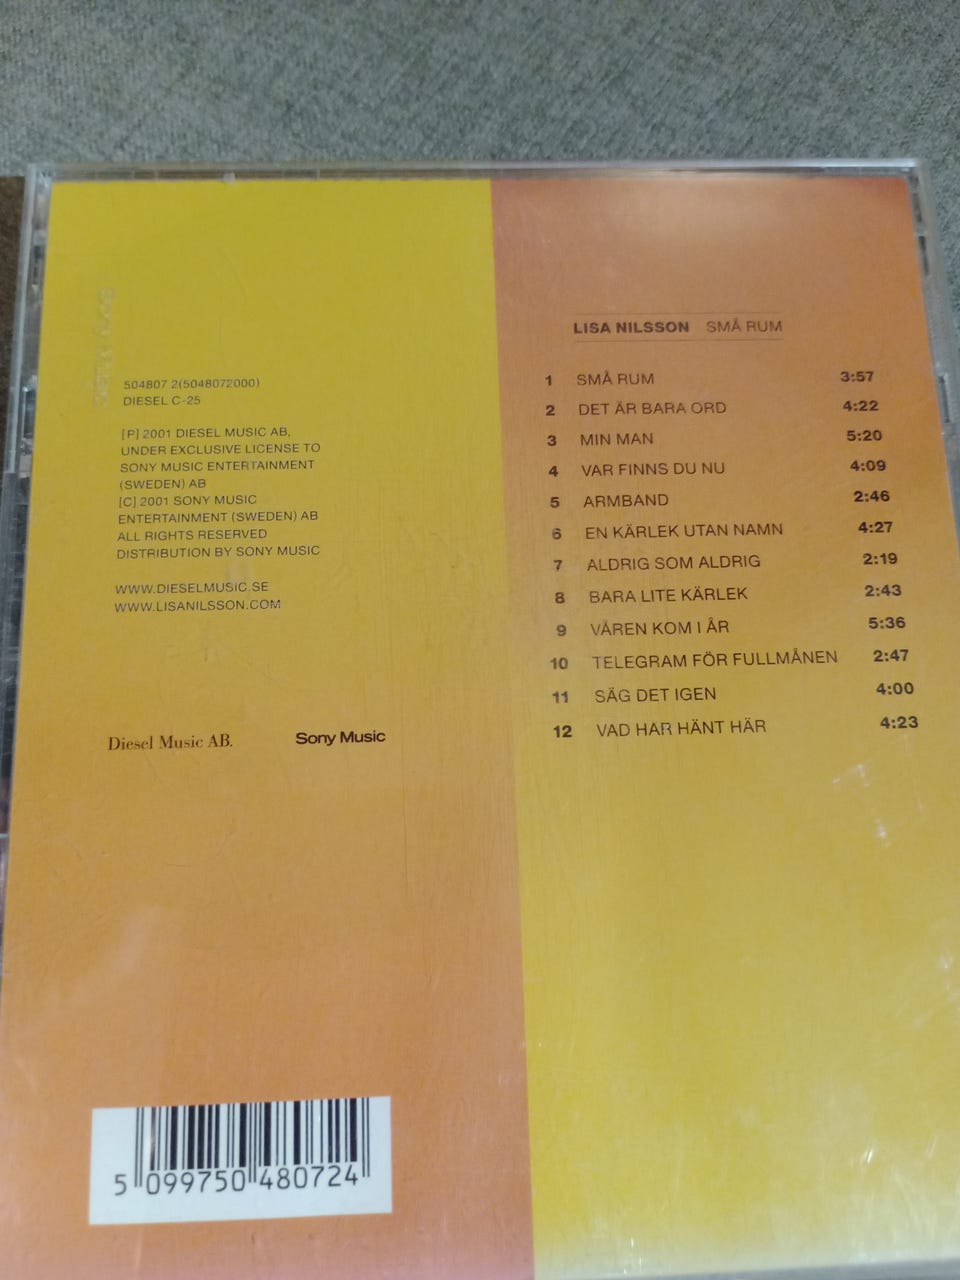 504807 2(5048072000)
DIESEL C-25
[P] 2001 DIESEL MUSIC AB,
UNDER EXCLUSIVE LICENSE TO
SONY MUSIC ENTERTAINMENT
(SWEDEN) AB
[C] 2001 SONY MUSIC
ENTERTAINMENT (SWEDEN) AB
ALL RIGHTS RESERVED
DISTRIBUTION BY SONY MUSIC
WWW.DIESELMUSIC.SE
WWW.LISANILSSON.COM
Diesel Music AB. Sony Music
5 099750 480724
LISA NILSSON SMÅ RUM
1 SMÅ RUM 3:57
2 DET ÄR BARA ORD 4:22
3 MIN MAN 5:20
4 VAR FINNS DU NU 4:09
5 ARMBAND 2:46
6 EN KÄRLEK UTAN NAMN 4:27
7 ALDRIG SOM ALDRIG 2:19
8 BARA LITE KÄRLEK 2:43
9 VÅREN KOM I ÅR 5:36
10 TELEGRAM FÖR FULLMÅNEN 2:47
11 SÄG DET IGEN 4:00
12 VAD HAR HÄNT HÄR 4:23